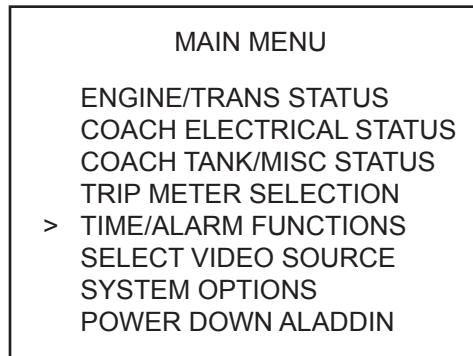 MAIN MENU
ENGINE/TRANS STATUS
COACH ELECTRICAL STATUS
COACH TANK/MISC STATUS
TRIP METER SELECTION
> TIME/ALARM FUNCTIONS
SELECT VIDEO SOURCE
SYSTEM OPTIONS
POWER DOWN ALADDIN